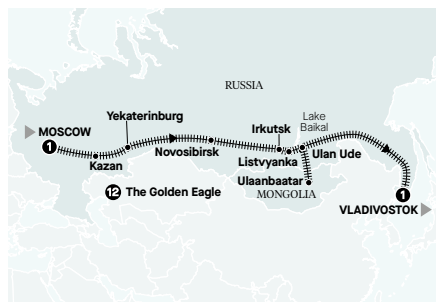 RUSSIA
Yekaterinburg
MOSCOW
1
Kazan
Novosibirsk
Irkutsk
Lake
Baikal
Listvyanka
Ulan Ude
Ulaanbaatar
MONGOLIA
12 The Golden Eagle
1
VLADIVOSTOK